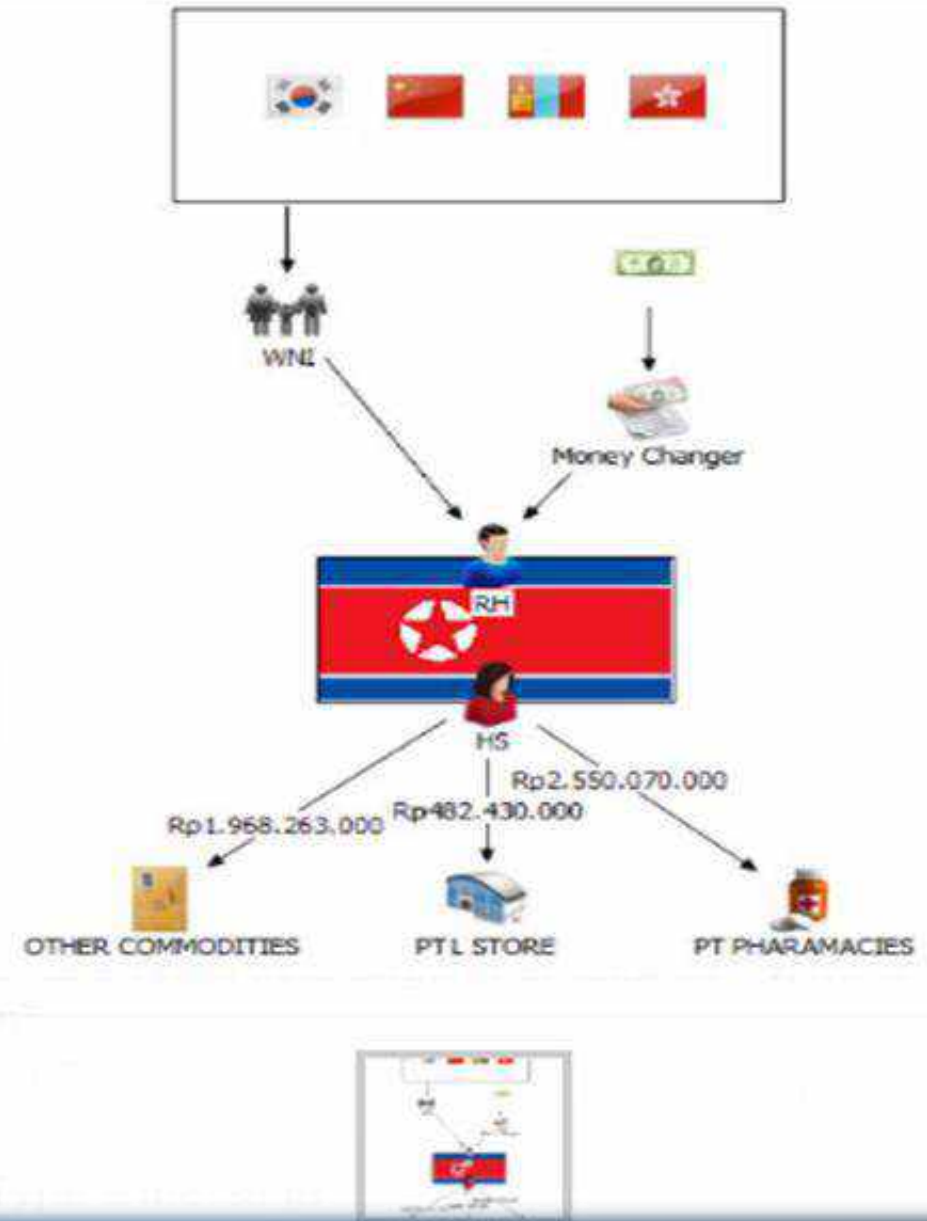 WNI
Money Changer
RH
HS
Rp2.550.070.000
Rp482.430.000
Rp1.968.263.000
OTHER COMMODITIES
PT L STORE
PT PHARAMACIES